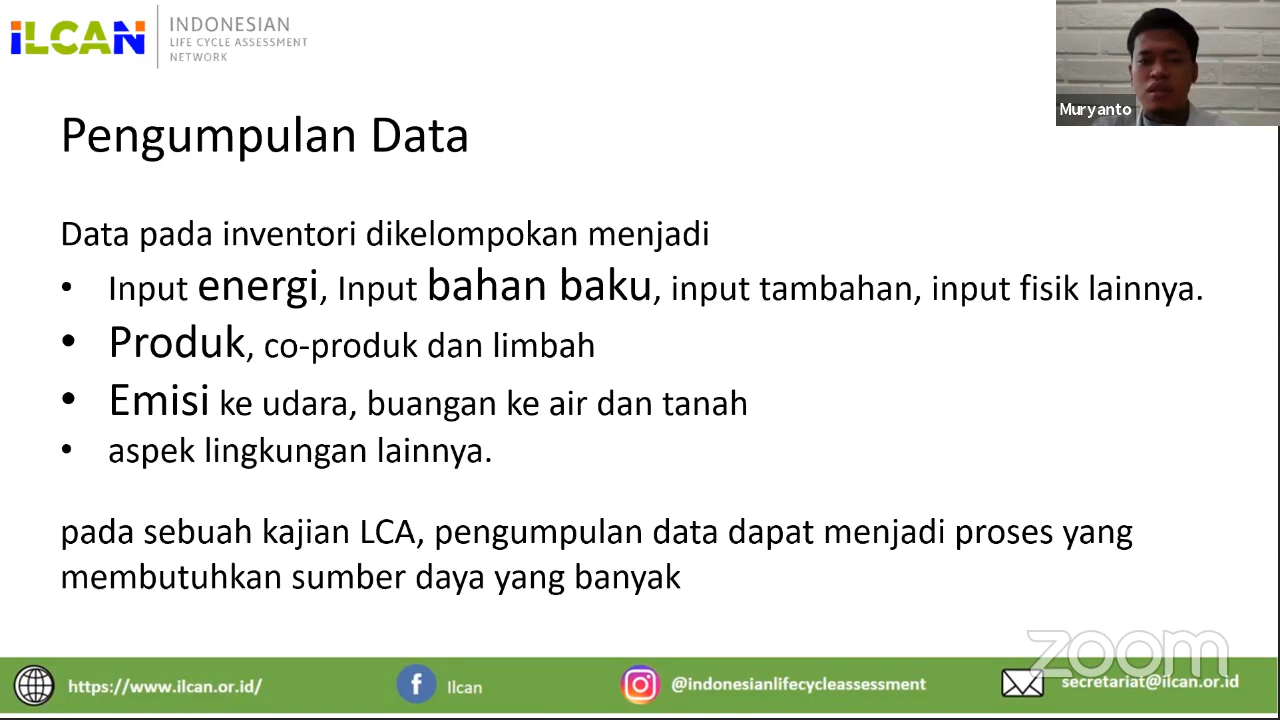 iLCAN
INDONESIAN
LIFE CYCLE ASSESSMENT
NETWORK
Muryanto
Pengumpulan Data
Data pada inventori dikelompokan menjadi
• Input energi, Input bahan baku, input tambahan, input fisik lainnya.
• Produk, co-produk dan limbah
• Emisi ke udara, buangan ke air dan tanah
• aspek lingkungan lainnya.
pada sebuah kajian LCA, pengumpulan data dapat menjadi proses yang
membutuhkan sumber daya yang banyak
zoom
https://www.ilcan.or.id/
Ilcan
@indonesianlifecycleassessment
secretariat@ilcan.or.id